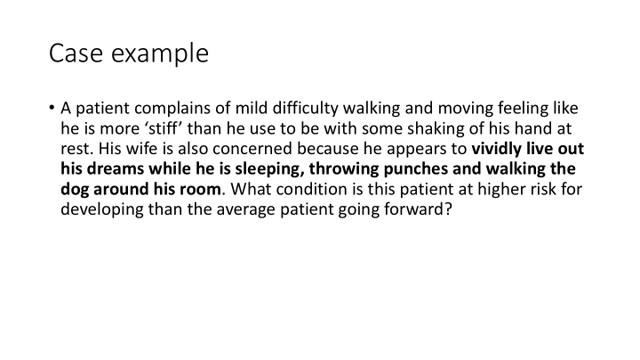 Case example
• A patient complains of mild difficulty walking and moving feeling like
he is more ‘stiff’ than he use to be with some shaking of his hand at
rest. His wife is also concerned because he appears to vividly live out
his dreams while he is sleeping, throwing punches and walking the
dog around his room. What condition is this patient at higher risk for
developing than the average patient going forward?